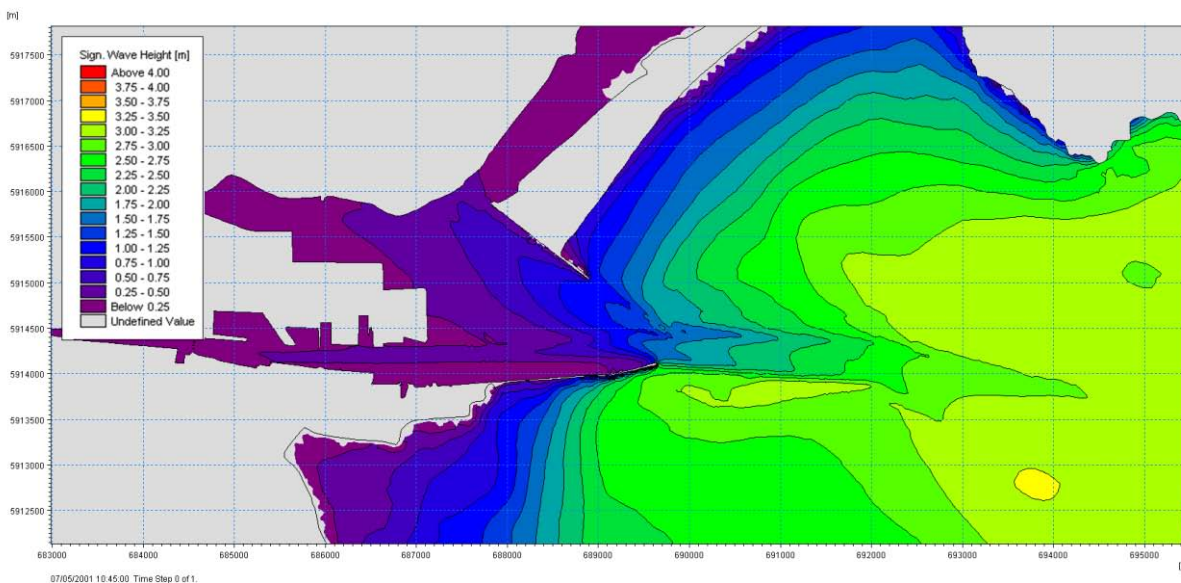 [m]
5917500
5917000
5916500
5916000
5915500
5915000
5914500
5914000
5913500
5913000
5912500
Sign. Wave Height [m]
Above 4.00
3.75 - 4.00
3.50 - 3.75
3.25 - 3.50
3.00 - 3.25
2.75 - 3.00
2.50 - 2.75
2.25 - 2.50
2.00 - 2.25
1.75 - 2.00
1.50 - 1.75
1.25 - 1.50
1.00 - 1.25
0.75 - 1.00
0.50 - 0.75
0.25 - 0.50
Below 0.25
Undefined Value
683000 684000 685000 686000 687000 688000 689000 690000 691000 692000 693000 694000 695000
[
07/05/2001 10:45:00 Time Step 0 of 1.